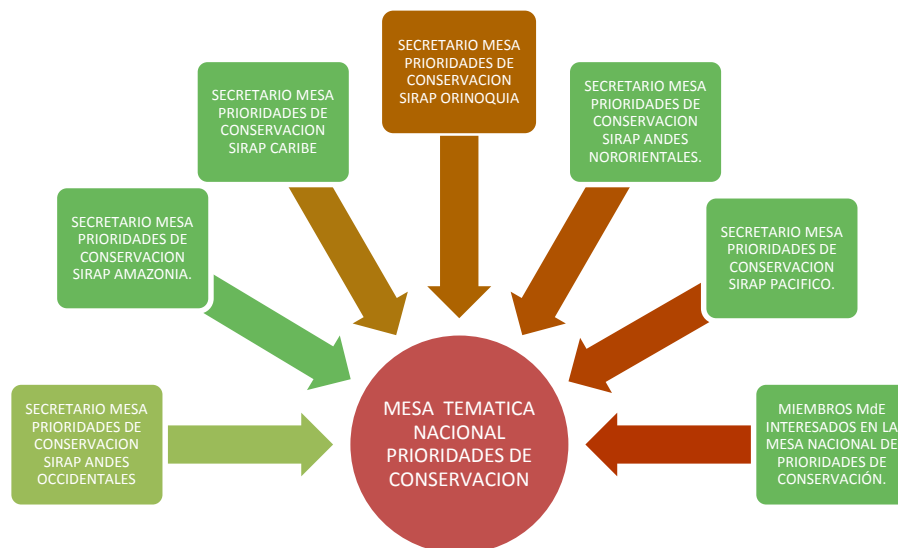 SECRETARIO MESA
PRIORIDADES DE
CONSERVACION
SIRAP ORINOQUIA
SECRETARIO MESA
PRIORIDADES DE
CONSERVACION
SIRAP CARIBE
SECRETARIO MESA
PRIORIDADES DE
CONSERVACION
SIRAP ANDES
NORORIENTALES.
SECRETARIO MESA
PRIORIDADES DE
CONSERVACION
SIRAP AMAZONIA.
SECRETARIO MESA
PRIORIDADES DE
CONSERVACION
SIRAP PACIFICO.
SECRETARIO MESA
PRIORIDADES DE
CONSERVACION
SIRAP ANDES
OCCIDENTALES
MESA TEMATICA
NACIONAL
PRIORIDADES DE
CONSERVACION
MIEMBROS MdE
INTERESADOS EN LA
MESA NACIONAL DE
PRIORIDADES DE
CONSERVACIÓN.